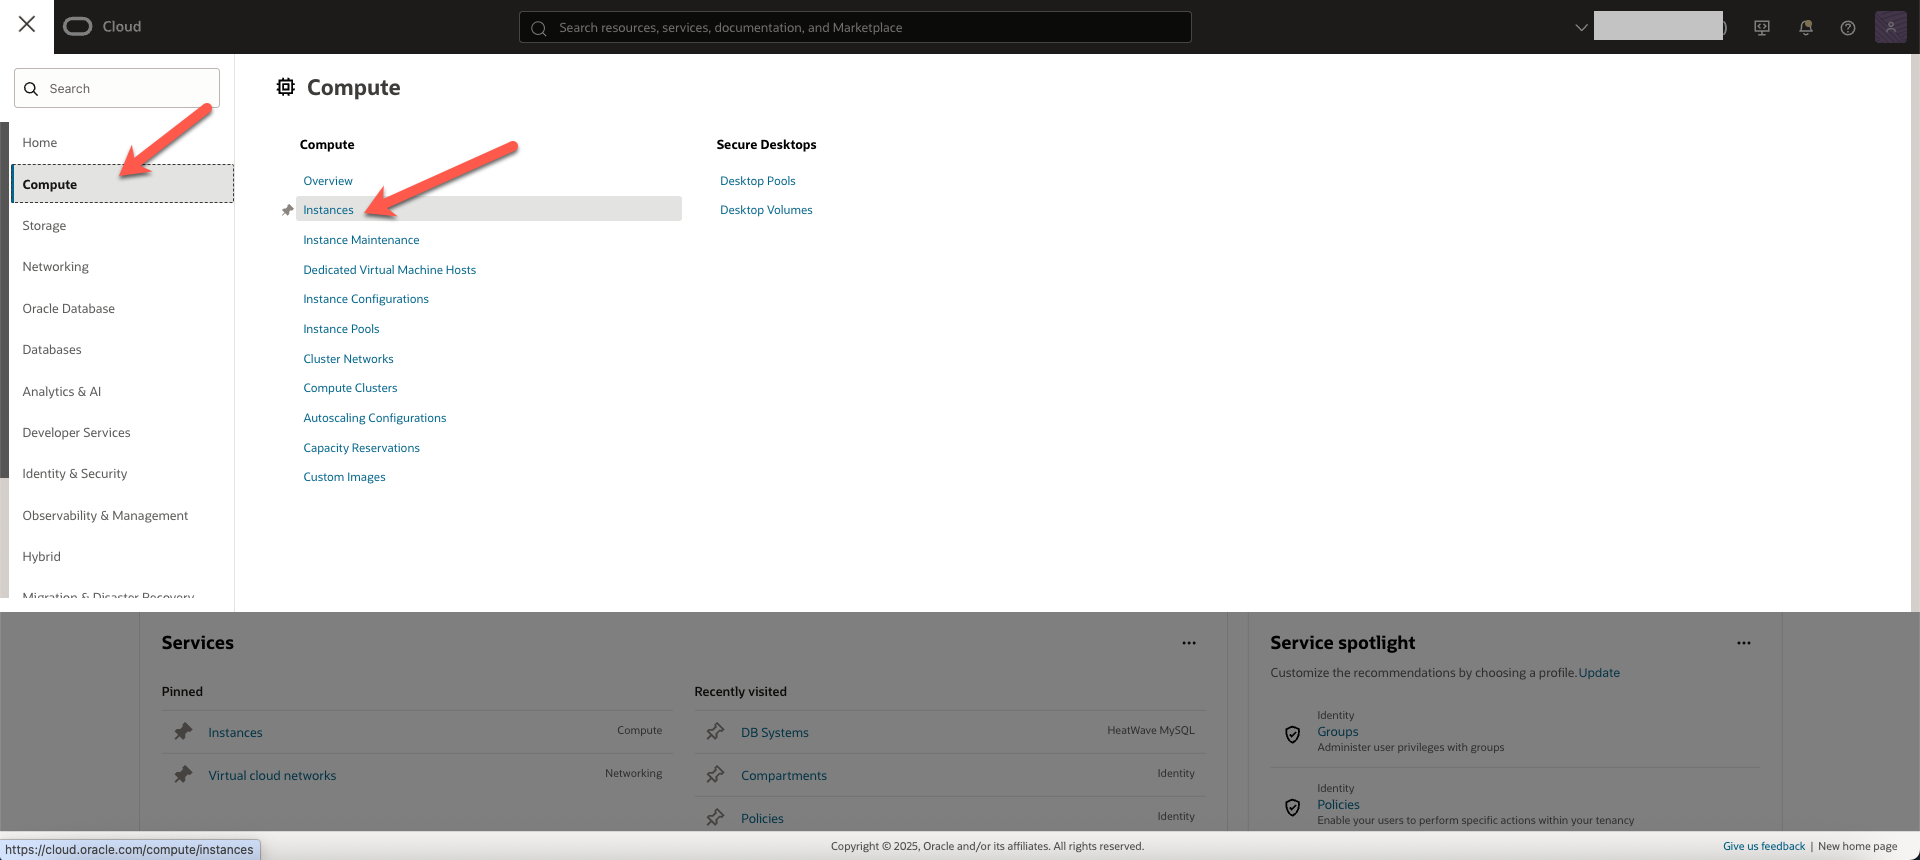 Cloud
Search resources, services, documentation, and Marketplace
Search
Home
Compute
Storage
Networking
Oracle Database
Databases
Analytics & AI
Developer Services
Identity & Security
Observability & Management
Hybrid
Migration & Disaster Recovery
Compute
Compute
Overview
Instances
Instance Maintenance
Dedicated Virtual Machine Hosts
Instance Configurations
Instance Pools
Cluster Networks
Compute Clusters
Autoscaling Configurations
Capacity Reservations
Custom Images
Secure Desktops
Desktop Pools
Desktop Volumes
Services
Pinned
Instances Compute
Virtual cloud networks Networking
Recently visited
DB Systems HeatWave MySQL
Compartments Identity
Policies Identity
Service spotlight
Customize the recommendations by choosing a profile. Update
Identity
Groups
Administer user privileges with groups
Identity
Policies
Enable your users to perform specific actions within your tenancy
https://cloud.oracle.com/compute/instances
Copyright © 2025, Oracle and/or its affiliates. All rights reserved.
Give us feedback | New home page